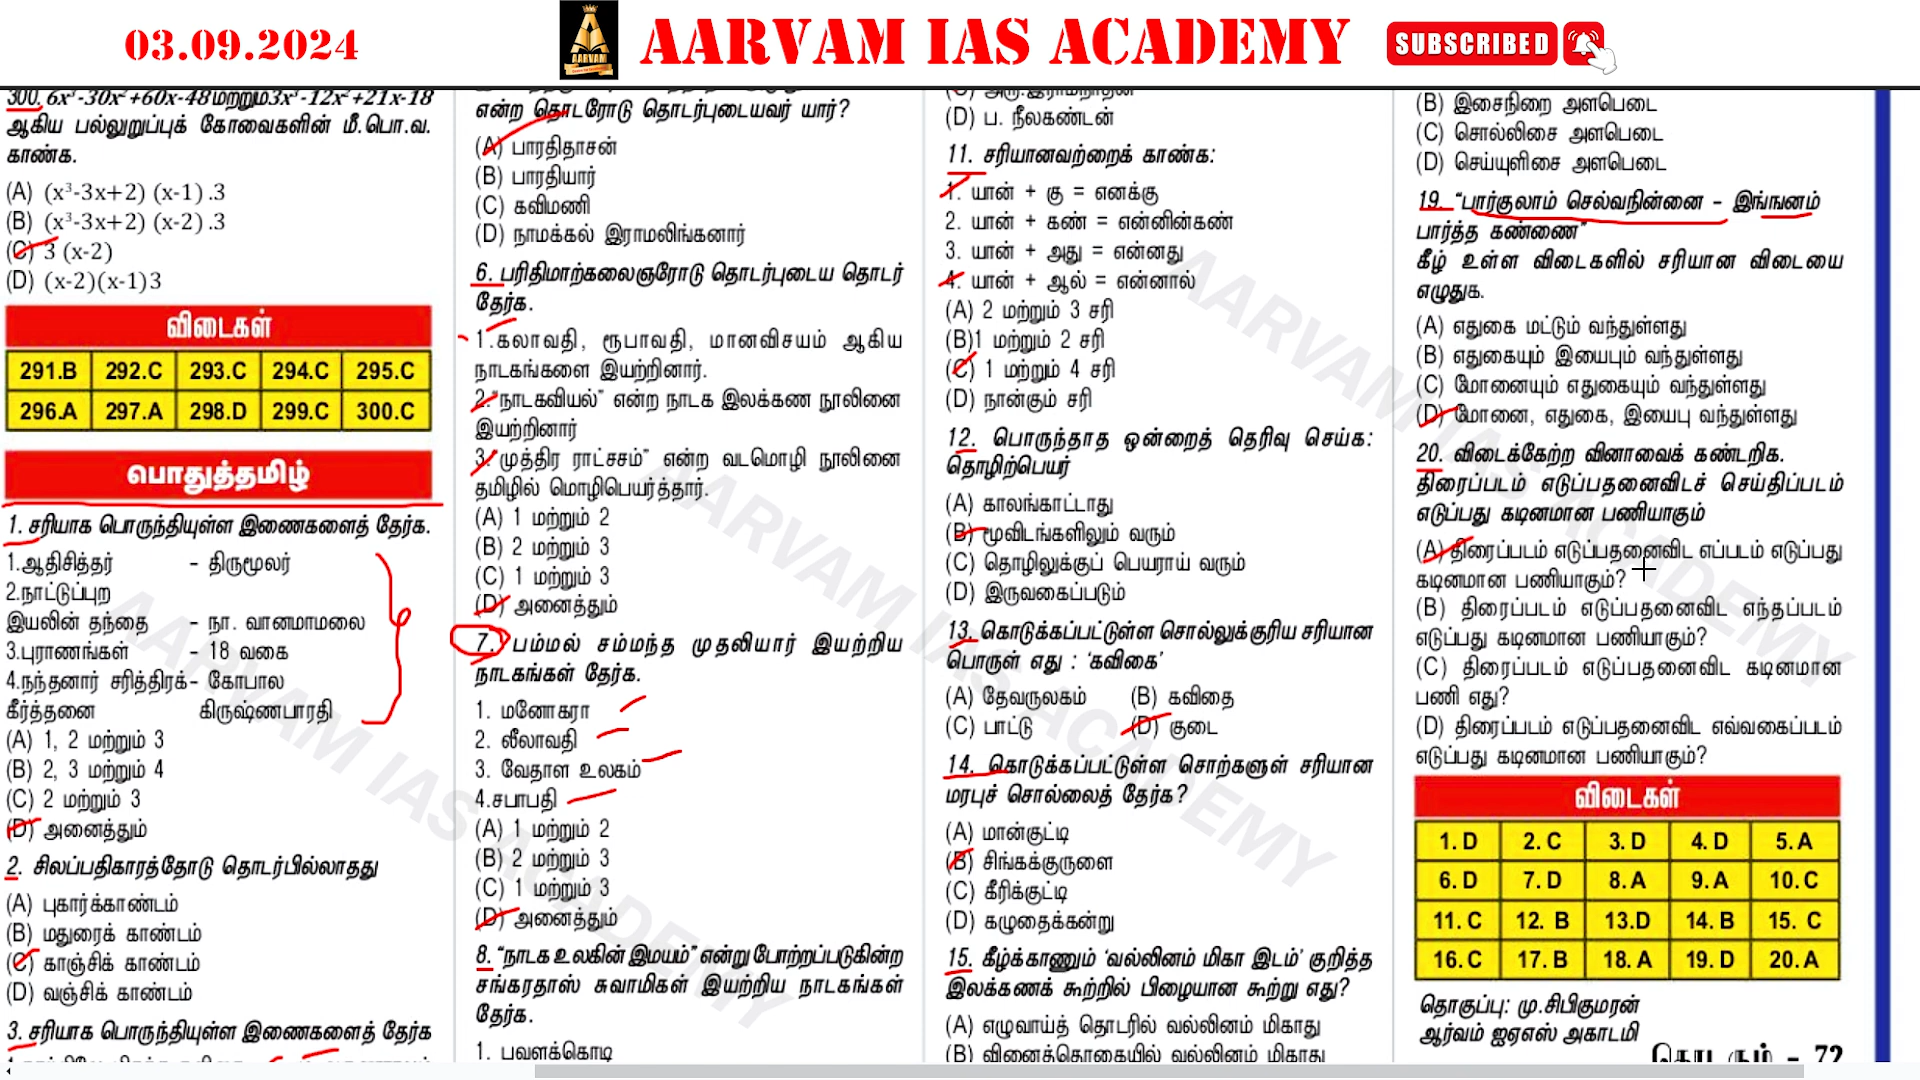 03.09.2024
AARVAM
AARVAM IAS ACADEMY
SUBSCRIBED
300. 6x³-30x²+60x-48மற்றும்3x³-12x²+21x-18
ஆகிய பல்லுறுப்புக் கோவைகளின் மீ.பொ.வ.
காண்க.
(A) (x³-3x+2) (x-1) .3
(B) (x³-3x+2) (x-2) .3
(C) 3 (x-2)
(D) (x-2)(x-1)3
விடைகள்
291.B 292.C 293.C 294.C 295.C
296.A 297.A 298.D 299.C 300.C
பொதுத்தமிழ்
1. சரியாக பொருந்தியுள்ள இணைகளைத் தேர்க.
1.ஆதிசித்தர் - திருமூலர்
2.நாட்டுப்புற
இயலின் தந்தை - நா. வானமாமலை
3.புராணங்கள் - 18 வகை
4.நந்தனார் சரித்திரக்- கோபால
கீர்த்தனை கிருஷ்ணபாரதி
(A) 1, 2 மற்றும் 3
(B) 2, 3 மற்றும் 4
(C) 2 மற்றும் 3
(D) அனைத்தும்
2. சிலப்பதிகாரத்தோடு தொடர்பில்லாதது
(A) புகார்க்காண்டம்
(B) மதுரைக் காண்டம்
(C) காஞ்சிக் காண்டம்
(D) வஞ்சிக் காண்டம்
3. சரியாக பொருந்தியுள்ள இணைகளைத் தேர்க
என்ற தொடரோடு தொடர்புடையவர் யார்?
(A) பாரதிதாசன்
(B) பாரதியார்
(C) கவிமணி
(D) நாமக்கல் இராமலிங்கனார்
6. பரிதிமாற்கலைஞரோடு தொடர்புடைய தொடர்
தேர்க.
1.கலாவதி, ரூபாவதி, மானவிசயம் ஆகிய
நாடகங்களை இயற்றினார்.
2."நாடகவியல்" என்ற நாடக இலக்கண நூலினை
இயற்றினார்
3."முத்திர ராட்சசம்" என்ற வடமொழி நூலினை
தமிழில் மொழிபெயர்த்தார்.
(A) 1 மற்றும் 2
(B) 2 மற்றும் 3
(C) 1 மற்றும் 3
(D) அனைத்தும்
7. பம்மல் சம்மந்த முதலியார் இயற்றிய
நாடகங்கள் தேர்க.
1. மனோகரா
2. லீலாவதி
3. வேதாள உலகம்
4.சபாபதி
(A) 1 மற்றும் 2
(B) 2 மற்றும் 3
(C) 1 மற்றும் 3
(D) அனைத்தும்
8. "நாடக உலகின் இமயம்" என்று போற்றப்படுகின்ற
சங்கரதாஸ் சுவாமிகள் இயற்றிய நாடகங்கள்
தேர்க.
1. பவளக்கொடி
(D) ப. நீலகண்டன்
11. சரியானவற்றைக் காண்க:
1. யான் + கு = எனக்கு
2. யான் + கண் = என்னின்கண்
3. யான் + அது = என்னது
4. யான் + ஆல் = என்னால்
(A) 2 மற்றும் 3 சரி
(B)1 மற்றும் 2 சரி
(C) 1 மற்றும் 4 சரி
(D) நான்கும் சரி
12. பொருந்தாத ஒன்றைத் தெரிவு செய்க:
தொழிற்பெயர்
(A) காலங்காட்டாது
(B) மூவிடங்களிலும் வரும்
(C) தொழிலுக்குப் பெயராய் வரும்
(D) இருவகைப்படும்
13. கொடுக்கப்பட்டுள்ள சொல்லுக்குரிய சரியான
பொருள் எது : 'கவிகை'
(A) தேவருலகம் (B) கவிதை
(C) பாட்டு (D) குடை
14. கொடுக்கப்பட்டுள்ள சொற்களுள் சரியான
மரபுச் சொல்லைத் தேர்க?
(A) மான்குட்டி
(B) சிங்கக்குருளை
(C) கீரிக்குட்டி
(D) கழுதைக்கன்று
15. கீழ்க்காணும் 'வல்லினம் மிகா இடம்' குறித்த
இலக்கணக் கூற்றில் பிழையான கூற்று எது?
(A) எழுவாய்த் தொடரில் வல்லினம் மிகாது
(B) வினைத்தொகையில் வல்லினம் மிகாது
(B) இசைநிறை அளபெடை
(C) சொல்லிசை அளபெடை
(D) செய்யுளிசை அளபெடை
19. "பார்குலாம் செல்வநின்னை – இங்ஙனம்
பார்த்த கண்ணை"
கீழ் உள்ள விடைகளில் சரியான விடையை
எழுதுக.
(A) எதுகை மட்டும் வந்துள்ளது
(B) எதுகையும் இயைபும் வந்துள்ளது
(C) மோனையும் எதுகையும் வந்துள்ளது
(D) மோனை, எதுகை, இயைபு வந்துள்ளது
20. விடைக்கேற்ற வினாவைக் கண்டறிக.
திரைப்படம் எடுப்பதனைவிடச் செய்திப்படம்
எடுப்பது கடினமான பணியாகும்
(A) திரைப்படம் எடுப்பதனைவிட எப்படம் எடுப்பது
கடினமான பணியாகும்?
(B) திரைப்படம் எடுப்பதனைவிட எந்தப்படம்
எடுப்பது கடினமான பணியாகும்?
(C) திரைப்படம் எடுப்பதனைவிட கடினமான
பணி எது?
(D) திரைப்படம் எடுப்பதனைவிட எவ்வகைப்படம்
எடுப்பது கடினமான பணியாகும்?
விடைகள்
1. D 2. C 3. D 4. D 5. A
6. D 7. D 8. A 9. A 10. C
11. C 12. B 13.D 14. B 15. C
16. C 17. B 18. A 19. D 20. A
தொகுப்பு: மு.சிபிகுமரன்
ஆர்வம் ஐஏஎஸ் அகாடமி
தொடரும் - 72